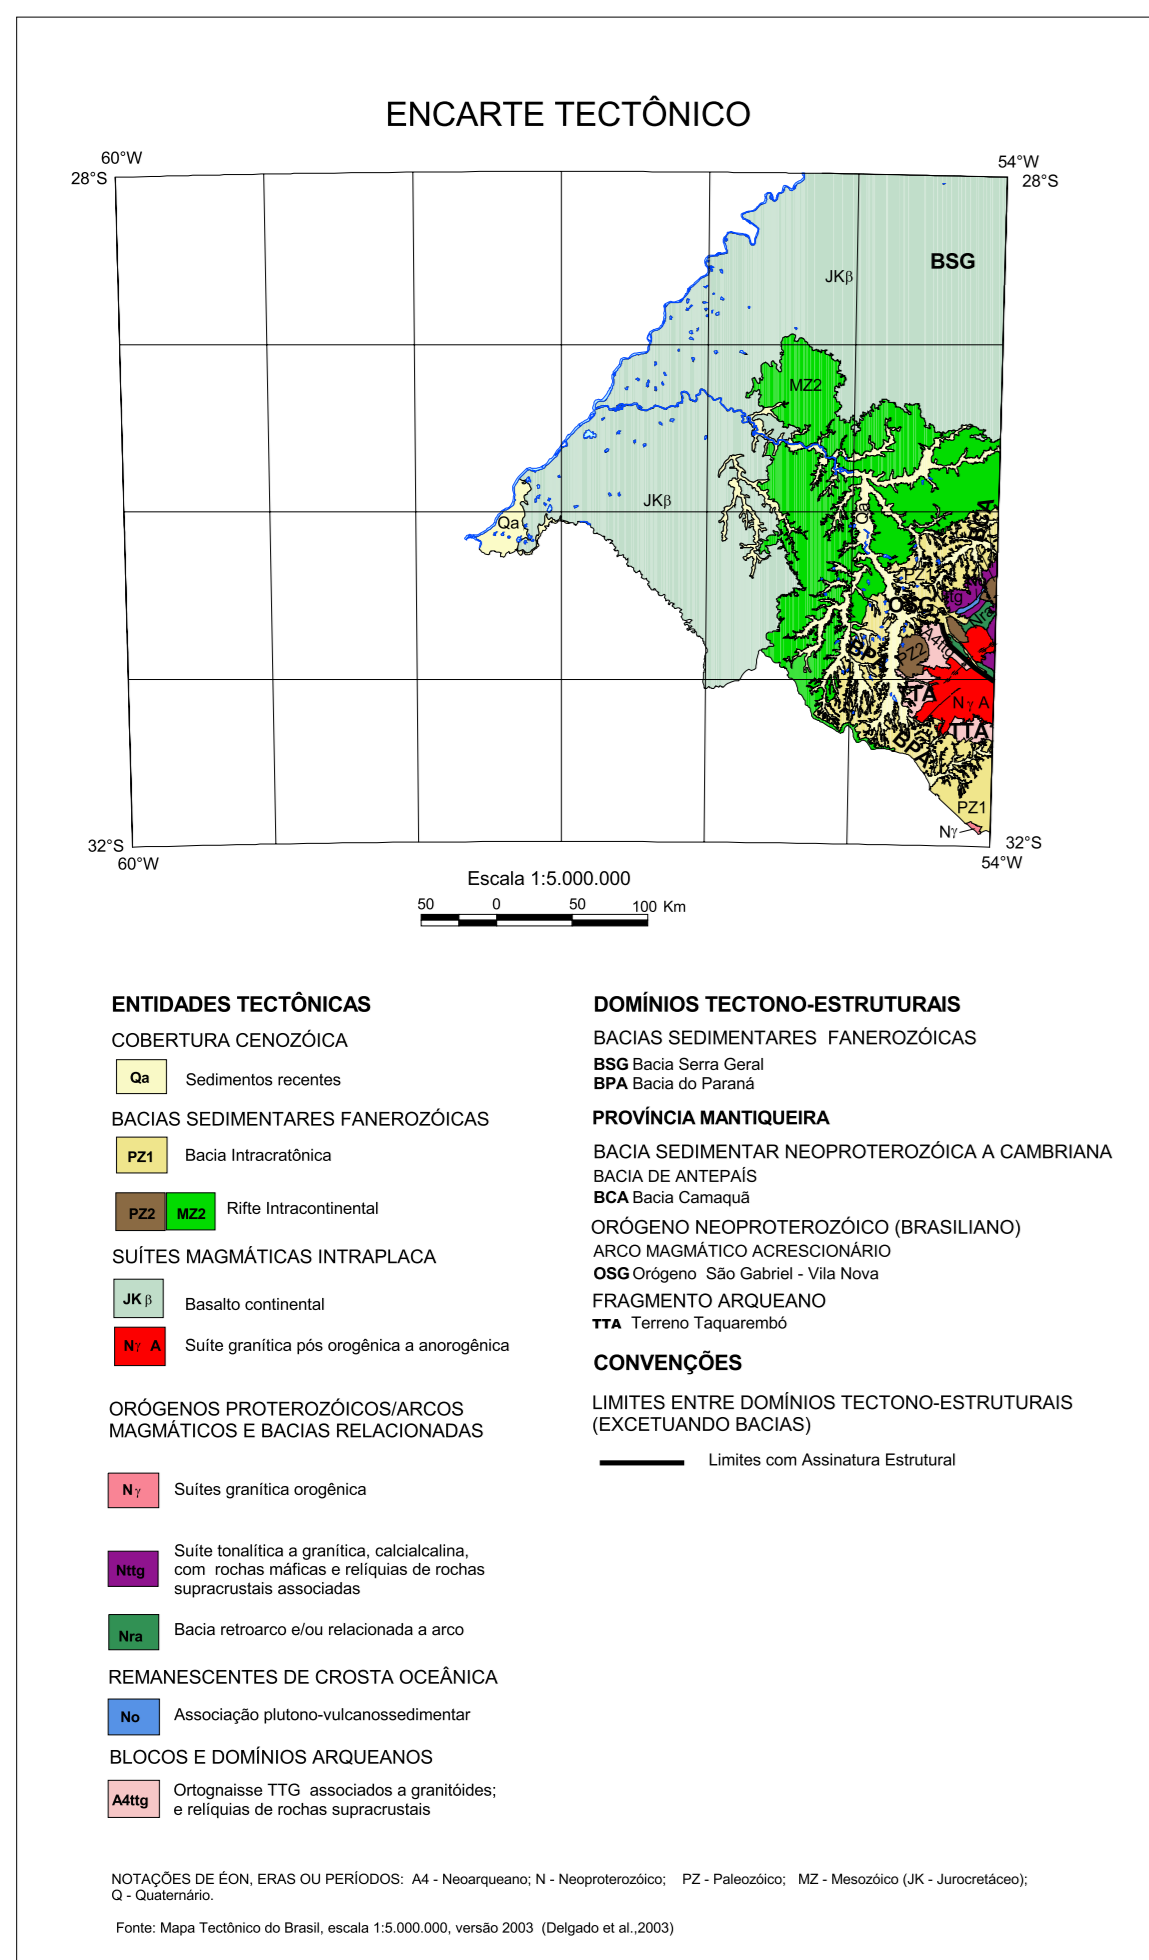 ENCARTE TECTÔNICO
60°W
54°W
28°S
28°S
BSG
JKβ
MZ2
JKβ
Qa
Qa
BCA
PZ1
OSG
Nra
A4ttg
PZ2
BPA
TTA
Nγ A
TTA
BPA
PZ1
Nγ
32°S
32°S
60°W
54°W
Escala 1:5.000.000
50 0 50 100 Km
ENTIDADES TECTÔNICAS
COBERTURA CENOZÓICA
Qa Sedimentos recentes
BACIAS SEDIMENTARES FANEROZÓICAS
PZ1 Bacia Intracratônica
PZ2 MZ2 Rifte Intracontinental
SUÍTES MAGMÁTICAS INTRAPLACA
JK β Basalto continental
Nγ A Suíte granítica pós orogênica a anorogênica
ORÓGENOS PROTEROZÓICOS/ARCOS
MAGMÁTICOS E BACIAS RELACIONADAS
Nγ Suítes granítica orogênica
Nttg Suíte tonalítica a granítica, calcialcalina,
com rochas máficas e relíquias de rochas
supracrustais associadas
Nra Bacia retroarco e/ou relacionada a arco
REMANESCENTES DE CROSTA OCEÂNICA
No Associação plutono-vulcanossedimentar
BLOCOS E DOMÍNIOS ARQUEANOS
A4ttg Ortognaisse TTG associados a granitóides;
e relíquias de rochas supracrustais
DOMÍNIOS TECTONO-ESTRUTURAIS
BACIAS SEDIMENTARES FANEROZÓICAS
BSG Bacia Serra Geral
BPA Bacia do Paraná
PROVÍNCIA MANTIQUEIRA
BACIA SEDIMENTAR NEOPROTEROZÓICA A CAMBRIANA
BACIA DE ANTEPAÍS
BCA Bacia Camaquã
ORÓGENO NEOPROTEROZÓICO (BRASILIANO)
ARCO MAGMÁTICO ACRESCIONÁRIO
OSG Orógeno São Gabriel - Vila Nova
FRAGMENTO ARQUEANO
TTA Terreno Taquarembó
CONVENÇÕES
LIMITES ENTRE DOMÍNIOS TECTONO-ESTRUTURAIS
(EXCETUANDO BACIAS)
Limites com Assinatura Estrutural
NOTAÇÕES DE ÉON, ERAS OU PERÍODOS: A4 - Neoarqueano; N - Neoproterozóico; PZ - Paleozóico; MZ - Mesozóico (JK - Jurocretáceo);
Q - Quaternário.
Fonte: Mapa Tectônico do Brasil, escala 1:5.000.000, versão 2003 (Delgado et al.,2003)